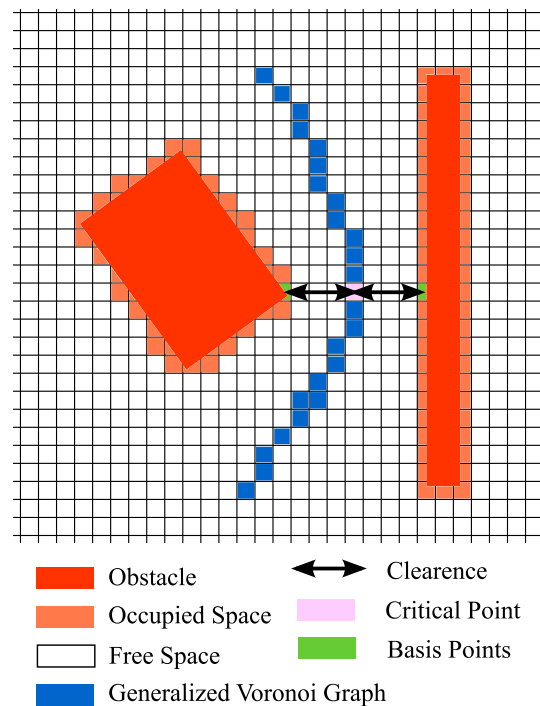 Obstacle
Occupied Space
Free Space
Generalized Voronoi Graph
Clearence
Critical Point
Basis Points